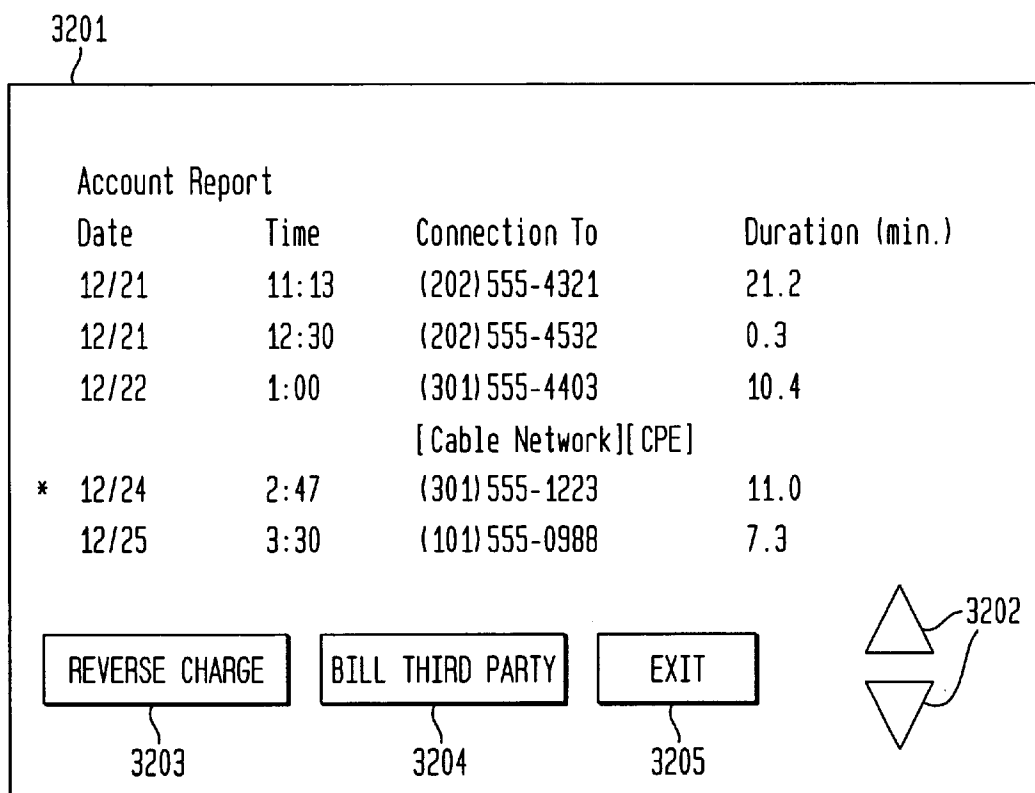 3201
Account Report
Date Time Connection To Duration (min.)
12/21 11:13 (202)555-4321 21.2
12/21 12:30 (202)555-4532 0.3
12/22 1:00 (301)555-4403 10.4
[Cable Network][CPE]
* 12/24 2:47 (301)555-1223 11.0
12/25 3:30 (101)555-0988 7.3
3202
REVERSE CHARGE BILL THIRD PARTY EXIT
3203 3204 3205